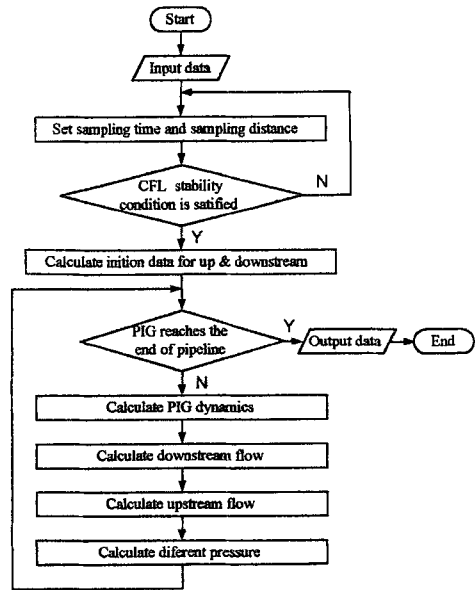 Start
Input data
Set sampling time and sampling distance
CFL stability
condition is satified
N
Y
Calculate inition data for up & downstream
PIG reaches the
end of pipeline
Y
Output data
End
N
Calculate PIG dynamics
Calculate downstream flow
Calculate upstream flow
Calculate diferent pressure